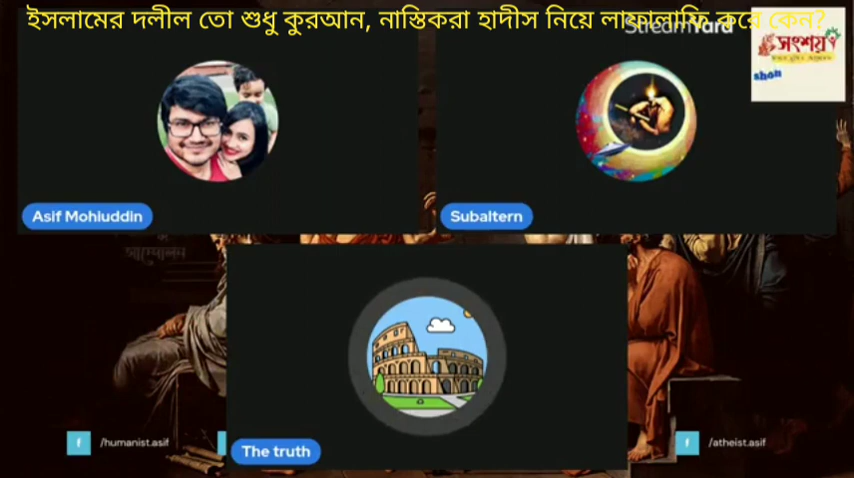 ইসলামের দলীল তো শুধু কুরআন, নাস্তিকরা হাদীস নিয়ে লাফালাফি করে কেন?
StreamYard
সংশয়
shon
Asif Mohiuddin
Subaltern
The truth
/humanist.asif
/atheist.asif